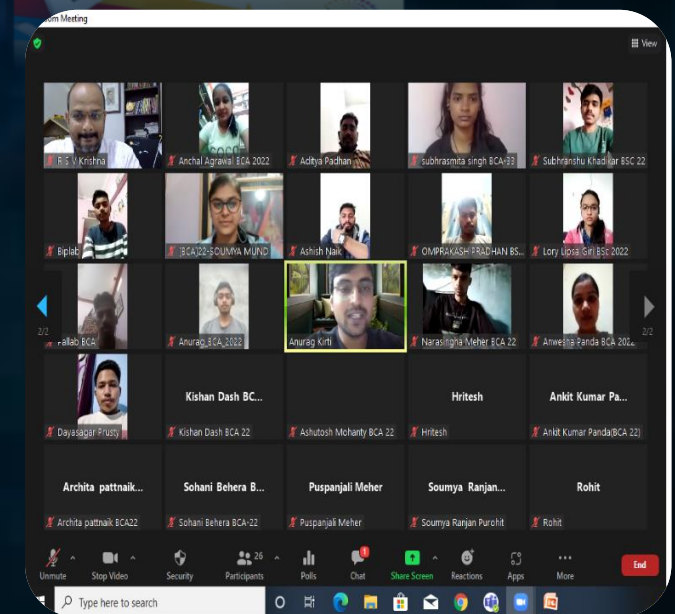 oom Meeting
View
R S V Krishna
Anchal Agrawal BCA 2022
Aditya Padhan
subhrasmita singh BCA-33
Subhranshu Khadikar BSC 22
Biplab
(BCA)22-SOUMYA MUND
Ashish Naik
OMPRAKASH PRADHAN BS...
Lory Lipsa Giri BSc 2022
2/2
Pallab BCA
Anurag_BCA_2022
Anurag Kirti
Narasingha Meher BCA 22
Anwesha Panda BCA 2022
2/2
Dayasagar Prusty
Kishan Dash BC...
Kishan Dash BCA 22
Ashutosh Mohanty BCA 22
Hritesh
Hritesh
Ankit Kumar Pa...
Ankit Kumar Panda(BCA 22)
Archita pattnaik...
Archita pattnaik BCA22
Sohani Behera B...
Sohani Behera BCA-22
Puspanjali Meher
Puspanjali Meher
Soumya Ranjan...
Soumya Ranjan Purohit
Rohit
Rohit
Unmute
Stop Video
Security
26
Participants
Polls
1
Chat
Share Screen
Reactions
Apps
More
End
Type here to search